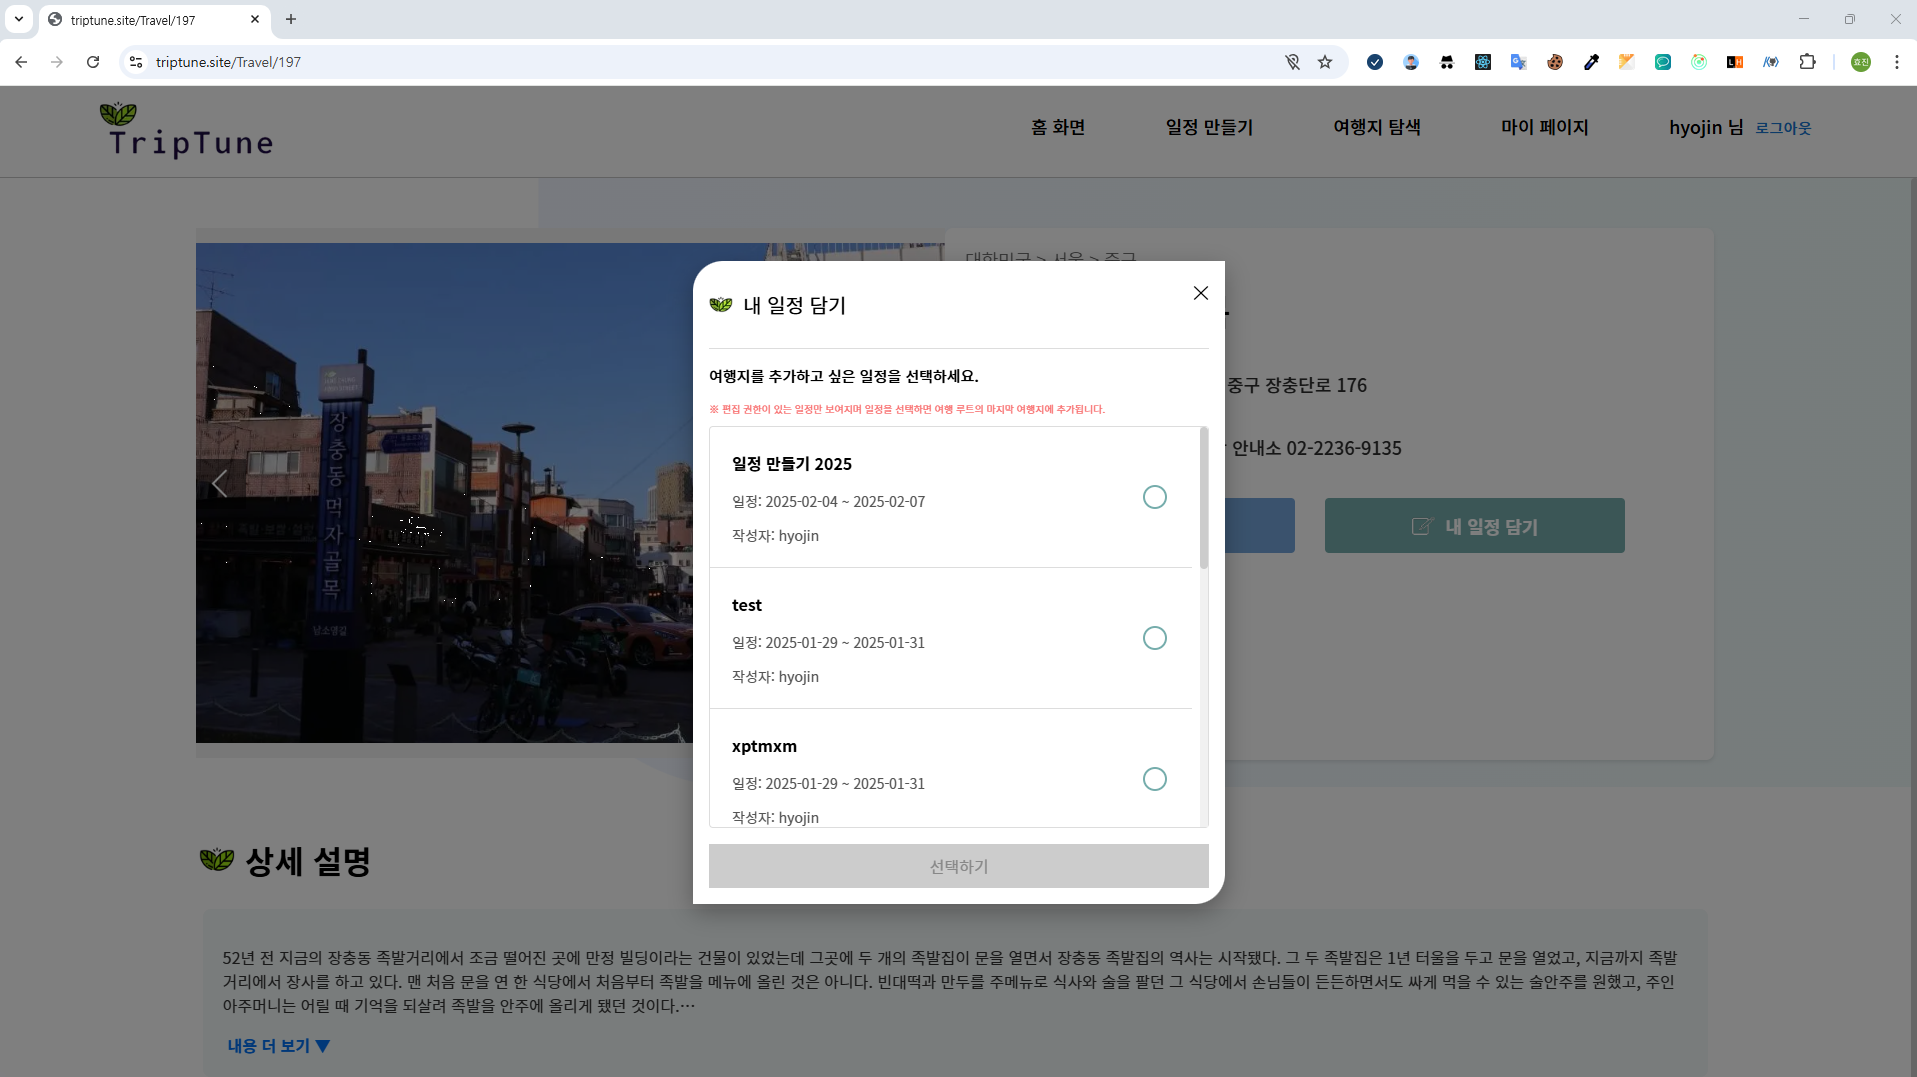 triptune.site/Travel/197
triptune.site/Travel/197
효진
TripTune
홈 화면
일정 만들기
여행지 탐색
마이 페이지
hyojin 님 로그아웃
대한민국 > 서울 > 중구
내 일정 담기
여행지를 추가하고 싶은 일정을 선택하세요.
※ 편집 권한이 있는 일정만 보여지며 일정을 선택하면 여행 루트의 마지막 여행지에 추가됩니다.
일정 만들기 2025
일정: 2025-02-04 ~ 2025-02-07
작성자: hyojin
test
일정: 2025-01-29 ~ 2025-01-31
작성자: hyojin
xptmxm
일정: 2025-01-29 ~ 2025-01-31
작성자: hyojin
선택하기
중구 장충단로 176
안내소 02-2236-9135
내 일정 담기
장충동먹자골목
남소영길
상세 설명
52년 전 지금의 장충동 족발거리에서 조금 떨어진 곳에 만정 빌딩이라는 건물이 있었는데 그곳에 두 개의 족발집이 문을 열면서 장충동 족발집의 역사는 시작됐다. 그 두 족발집은 1년 터울을 두고 문을 열었고, 지금까지 족발
거리에서 장사를 하고 있다. 맨 처음 문을 연 한 식당에서 처음부터 족발을 메뉴에 올린 것은 아니다. 빈대떡과 만두를 주메뉴로 식사와 술을 팔던 그 식당에서 손님들이 든든하면서도 싸게 먹을 수 있는 술안주를 원했고, 주인
아주머니는 어릴 때 기억을 되살려 족발을 안주에 올리게 됐던 것이다.…
내용 더 보기 ▼